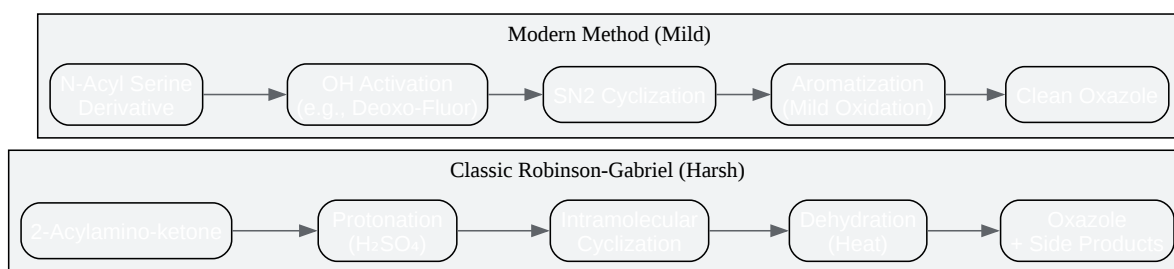 Modern Method (Mild)
N-Acyl Serine
Derivative
OH Activation
(e.g., Deoxo-Fluor)
SN2 Cyclization
Aromatization
(Mild Oxidation)
Clean Oxazole
Classic Robinson-Gabriel (Harsh)
2-Acylamino-ketone
Protonation
(H₂SO₄)
Intramolecular
Cyclization
Dehydration
(Heat)
Oxazole
+ Side Products